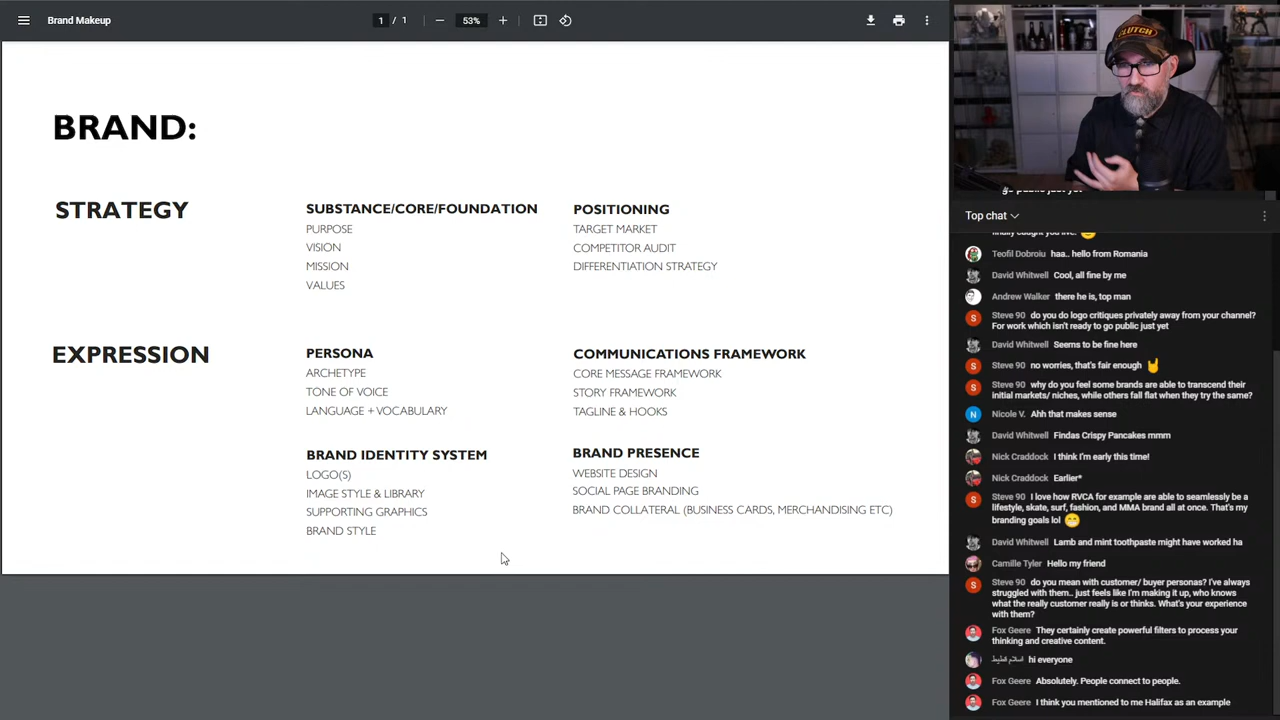 Brand Makeup
1 / 1
53%
BRAND:
STRATEGY
SUBSTANCE/CORE/FOUNDATION
PURPOSE
VISION
MISSION
VALUES
POSITIONING
TARGET MARKET
COMPETITOR AUDIT
DIFFERENTIATION STRATEGY
EXPRESSION
PERSONA
ARCHETYPE
TONE OF VOICE
LANGUAGE + VOCABULARY
COMMUNICATIONS FRAMEWORK
CORE MESSAGE FRAMEWORK
STORY FRAMEWORK
TAGLINE & HOOKS
BRAND IDENTITY SYSTEM
LOGO(S)
IMAGE STYLE & LIBRARY
SUPPORTING GRAPHICS
BRAND STYLE
BRAND PRESENCE
WEBSITE DESIGN
SOCIAL PAGE BRANDING
BRAND COLLATERAL (BUSINESS CARDS, MERCHANDISING ETC)
CLUTCH
go public just yet
Top chat
finally caught you live.
Teofil Dobroiu haa.. hello from Romania
David Whitwell Cool, all fine by me
Andrew Walker there he is, top man
S Steve 90 do you do logo critiques privately away from your channel?
For work which isn't ready to go public just yet
David Whitwell Seems to be fine here
S Steve 90 no worries, that's fair enough 🤘
S Steve 90 why do you feel some brands are able to transcend their
initial markets/ niches, while others fall flat when they try the same?
N Nicole V. Ahh that makes sense
David Whitwell Findas Crispy Pancakes mmm
Nick Craddock I think I'm early this time!
Nick Craddock Earlier*
S Steve 90 I love how RVCA for example are able to seamlessly be a
lifestyle, skate, surf, fashion, and MMA brand all at once. That's my
branding goals lol 😁
David Whitwell Lamb and mint toothpaste might have worked ha
Camille Tyler Hello my friend
S Steve 90 do you mean with customer/ buyer personas? I've always
struggled with them.. just feels like I'm making it up, who knows
what the really customer really is or thinks. What's your experience
with them?
Fox Geere They certainly create powerful filters to process your
thinking and creative content.
hi everyone
Fox Geere Absolutely. People connect to people.
Fox Geere I think you mentioned to me Halifax as an example